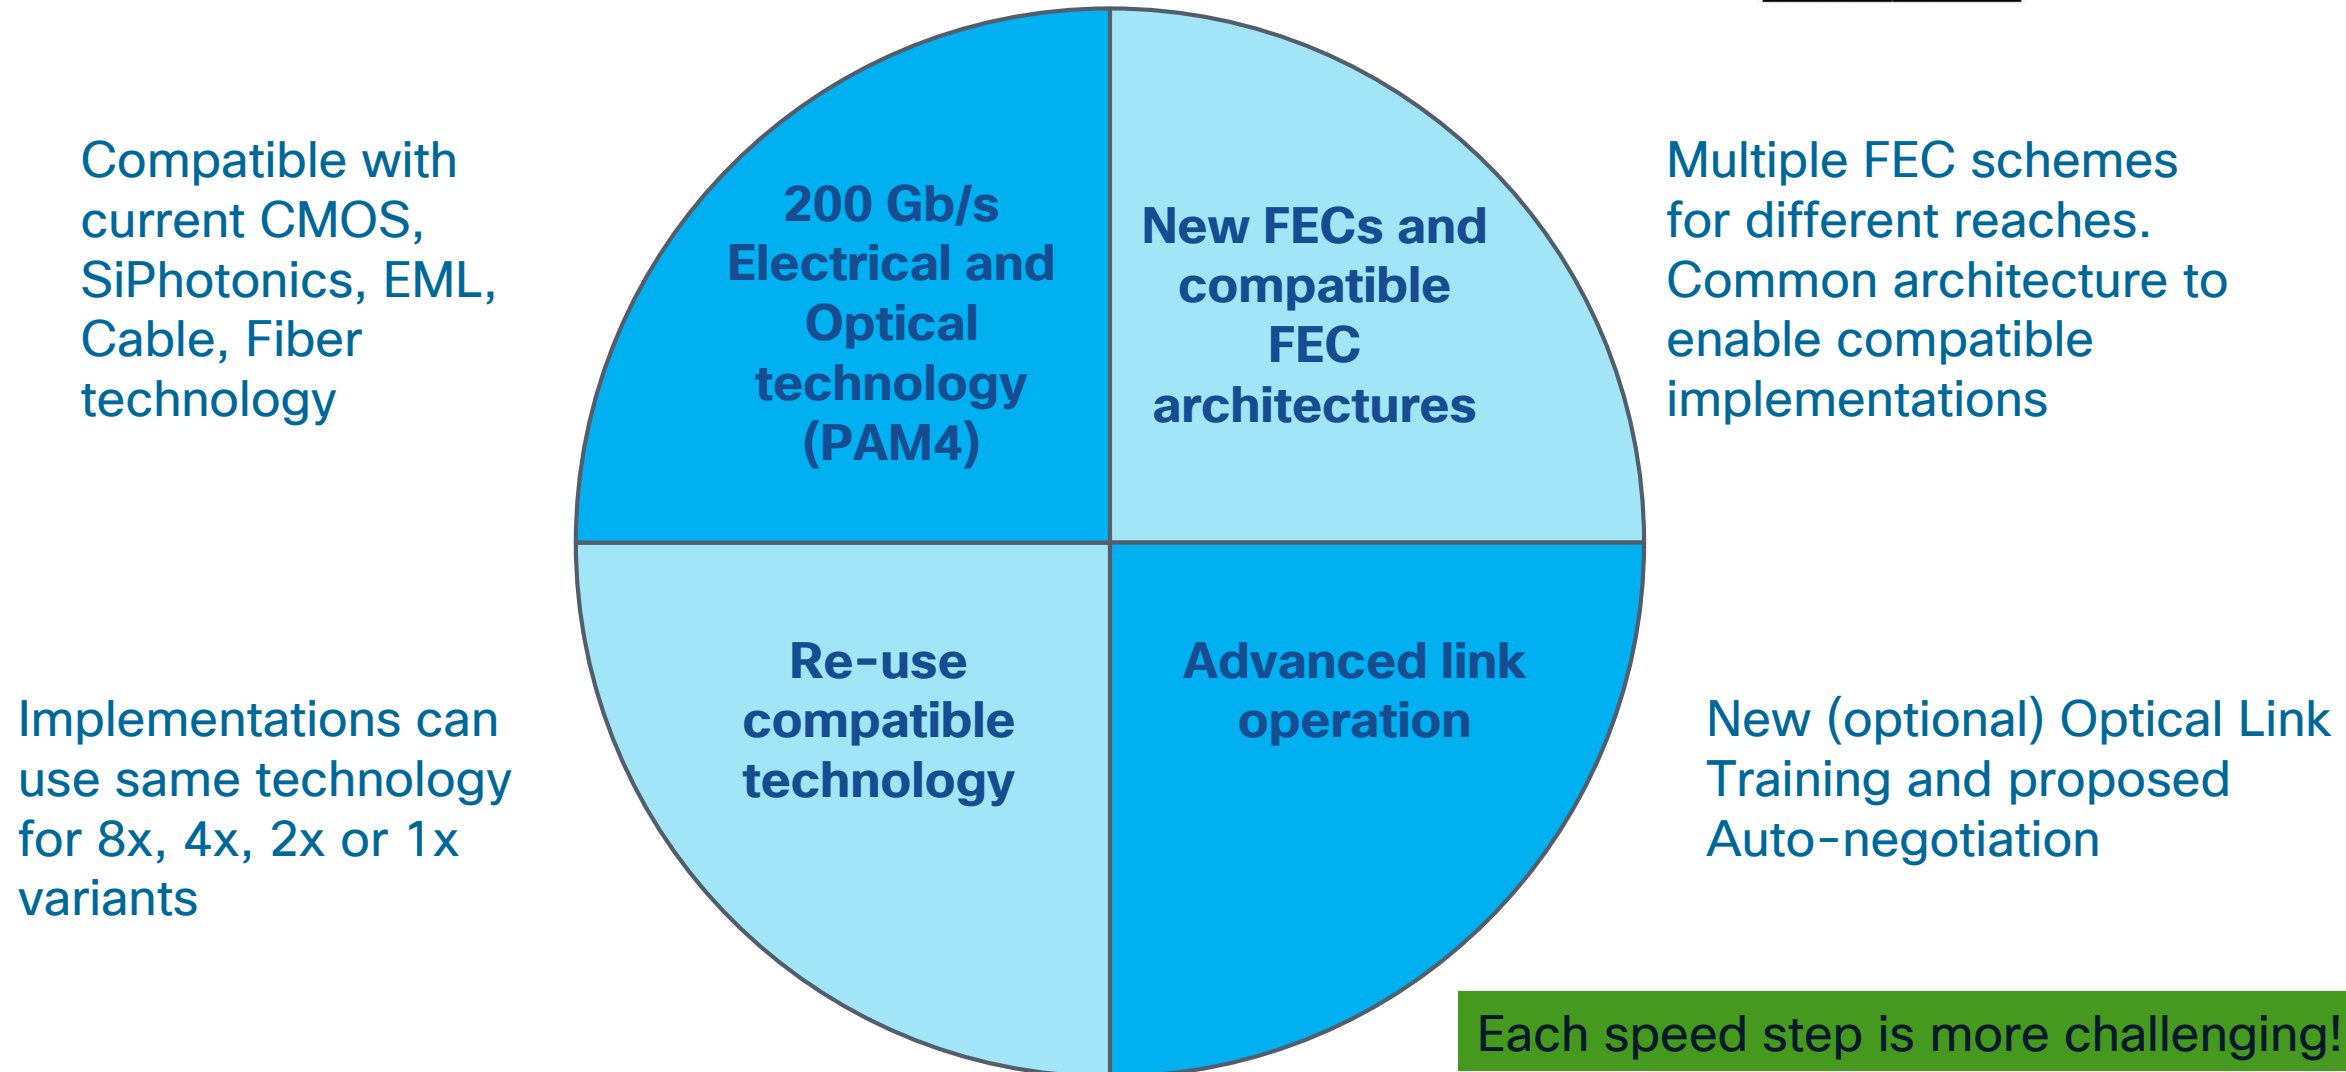 Compatible with
current CMOS,
SiPhotonics, EML,
Cable, Fiber
technology
200 Gb/s
Electrical and
Optical
technology
(PAM4)
New FECs and
compatible
FEC
architectures
Multiple FEC schemes
for different reaches.
Common architecture to
enable compatible
implementations
Implementations can
use same technology
for 8x, 4x, 2x or 1x
variants
Re-use
compatible
technology
Advanced link
operation
New (optional) Optical Link
Training and proposed
Auto-negotiation
Each speed step is more challenging!